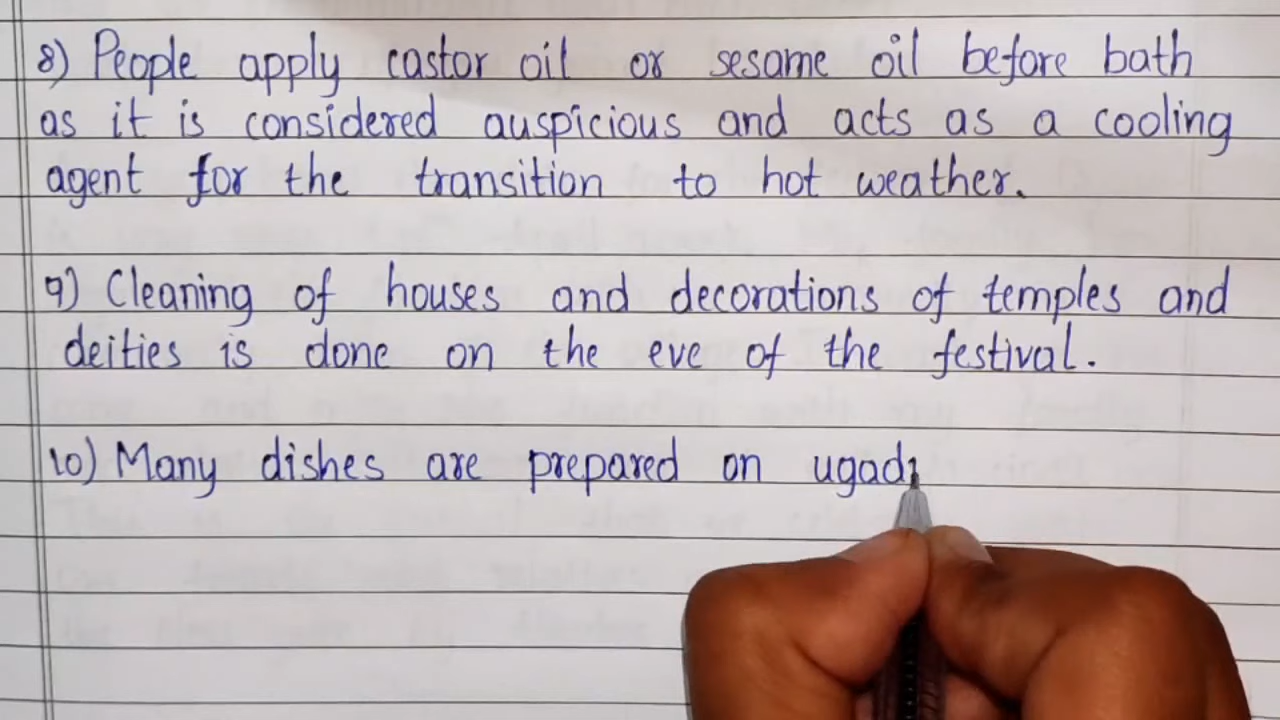 8) People apply castor oil or sesame oil before bath
as it is considered auspicious and acts as a cooling
agent for the transition to hot weather.
9) Cleaning of houses and decorations of temples and
deities is done on the eve of the festival.
10) Many dishes are prepared on ugadi